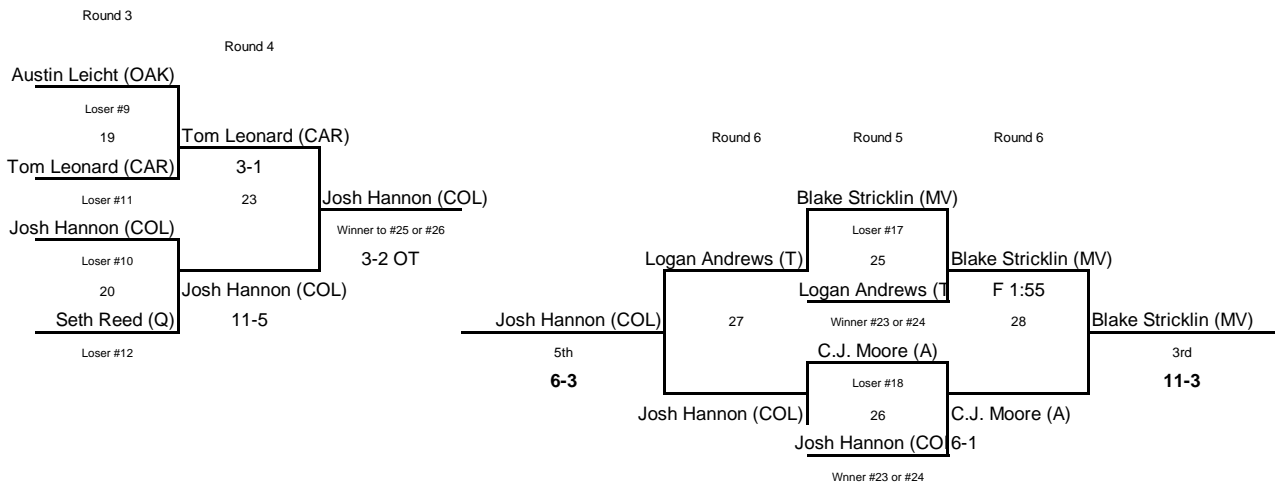 Round 3
Round 4
Austin Leicht (OAK)
Loser #9
19
Tom Leonard (CAR)
Round 6
Round 5
Round 6
Tom Leonard (CAR)
3-1
Loser #11
23
Josh Hannon (COL)
Blake Stricklin (MV)
Josh Hannon (COL)
Winner to #25 or #26
Loser #17
Loser #10
3-2 OT
Logan Andrews (T)
25
Blake Stricklin (MV)
20
Josh Hannon (COL)
Logan Andrews (T
F 1:55
Seth Reed (Q)
11-5
Josh Hannon (COL)
27
Winner #23 or #24
28
Blake Stricklin (MV)
Loser #12
5th
C.J. Moore (A)
3rd
6-3
Loser #18
11-3
Josh Hannon (COL)
26
C.J. Moore (A)
Josh Hannon (CO
6-1
Wnner #23 or #24